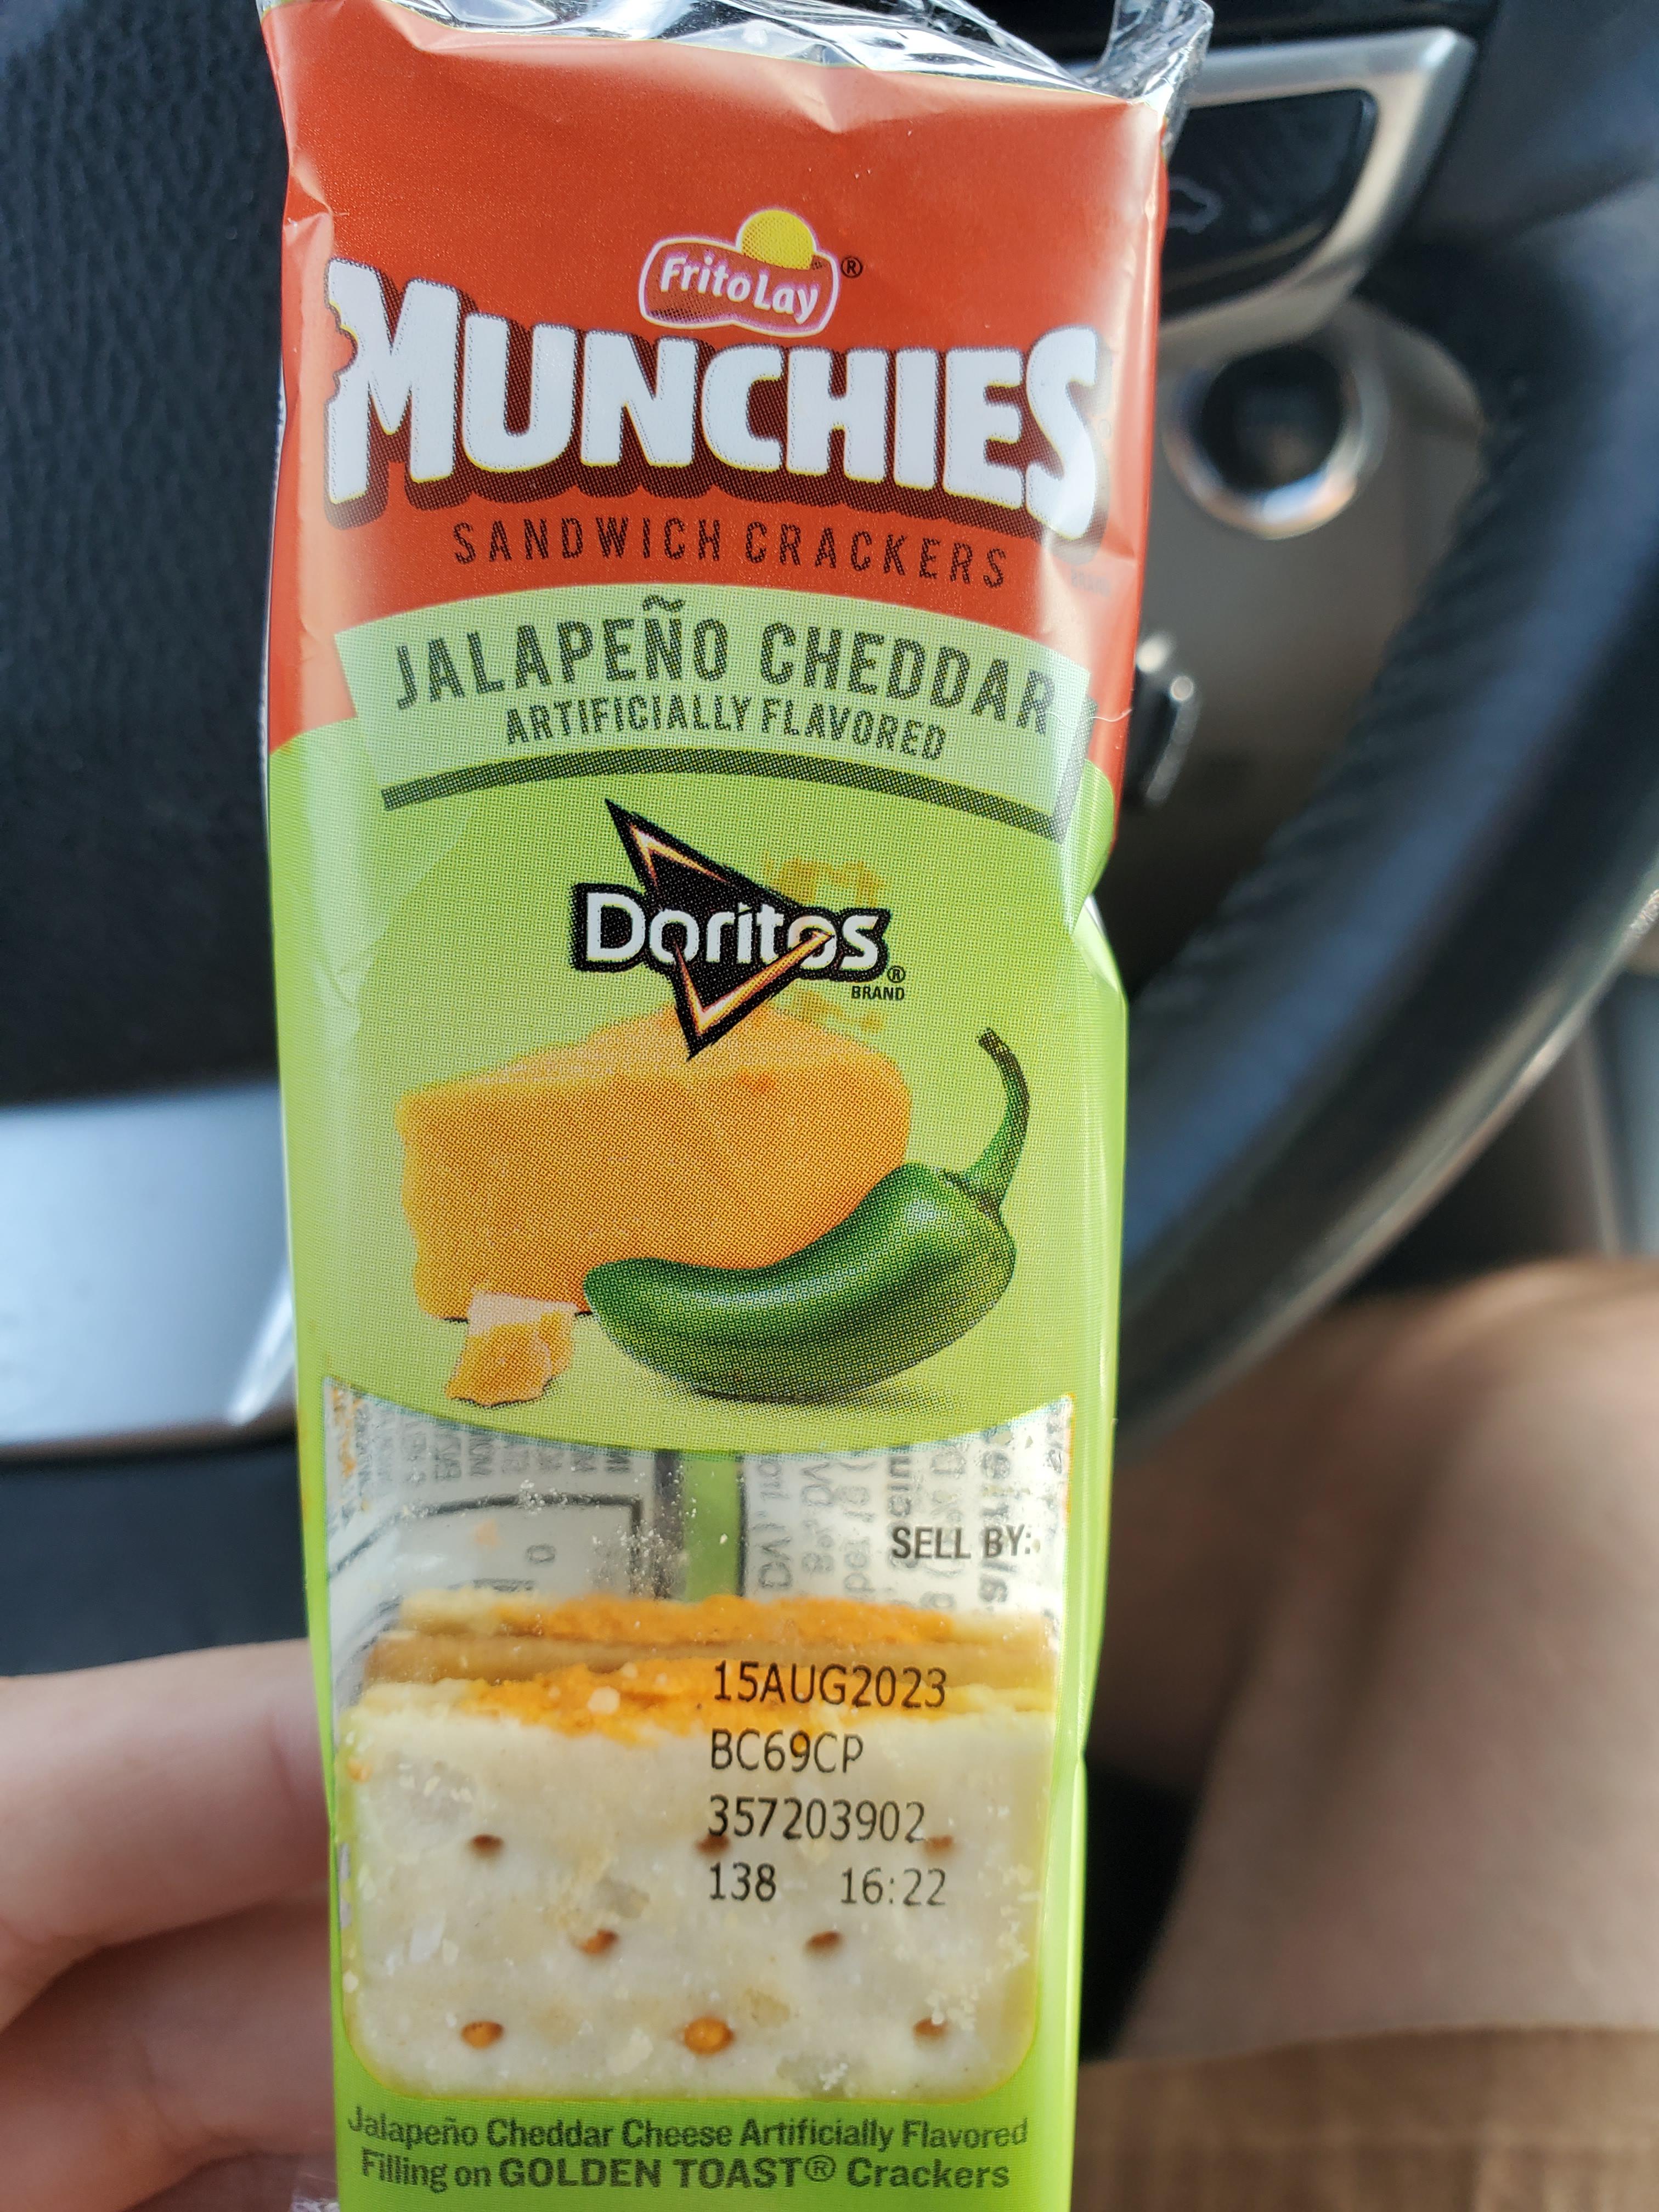 FritoLay®
MUNCHIES
SANDWICH CRACKERS
JALAPEÑO CHEDDAR
ARTIFICIALLY FLAVORED
Doritos®
BRAND
SELL BY:
15AUG2023
BC69CP
357203902
138 16:22
Jalapeño Cheddar Cheese Artificially Flavored
Filling on GOLDEN TOAST® Crackers